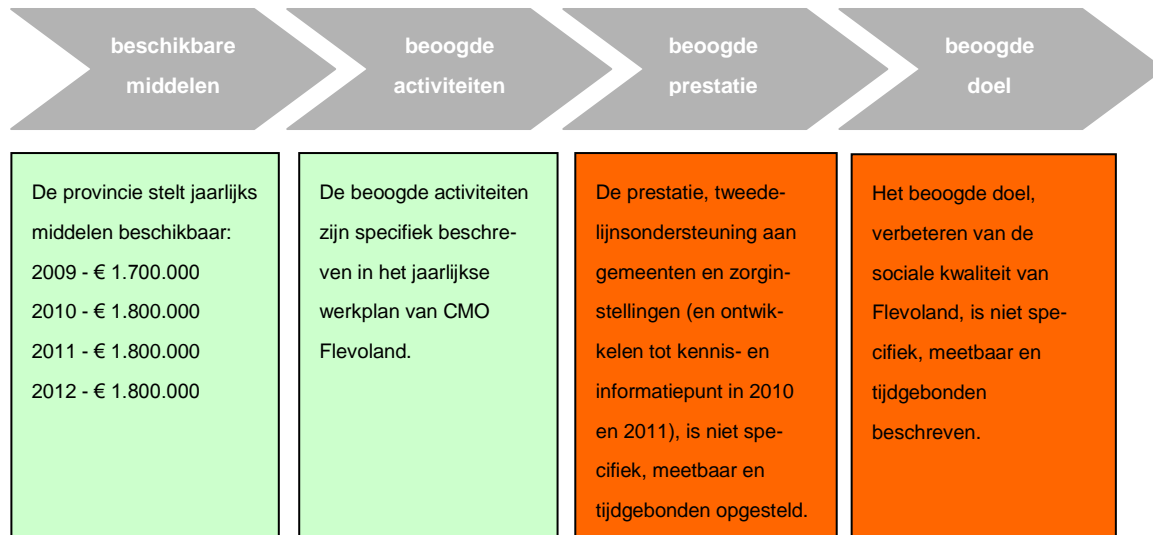 beschikbare
middelen
beoogde
activiteiten
beoogde
prestatie
beoogde
doel
De provincie stelt jaarlijks
middelen beschikbaar:
2009 - € 1.700.000
2010 - € 1.800.000
2011 - € 1.800.000
2012 - € 1.800.000
De beoogde activiteiten
zijn specifiek beschre-
ven in het jaarlijkse
werkplan van CMO
Flevoland.
De prestatie, tweede-
lijnsondersteuning aan
gemeenten en zorgin-
stellingen (en ontwik-
kelen tot kennis- en
informatiepunt in 2010
en 2011), is niet spe-
cifiek, meetbaar en
tijdgebonden opgesteld.
Het beoogde doel,
verbeteren van de
sociale kwaliteit van
Flevoland, is niet spe-
cifiek, meetbaar en
tijdgebonden
beschreven.